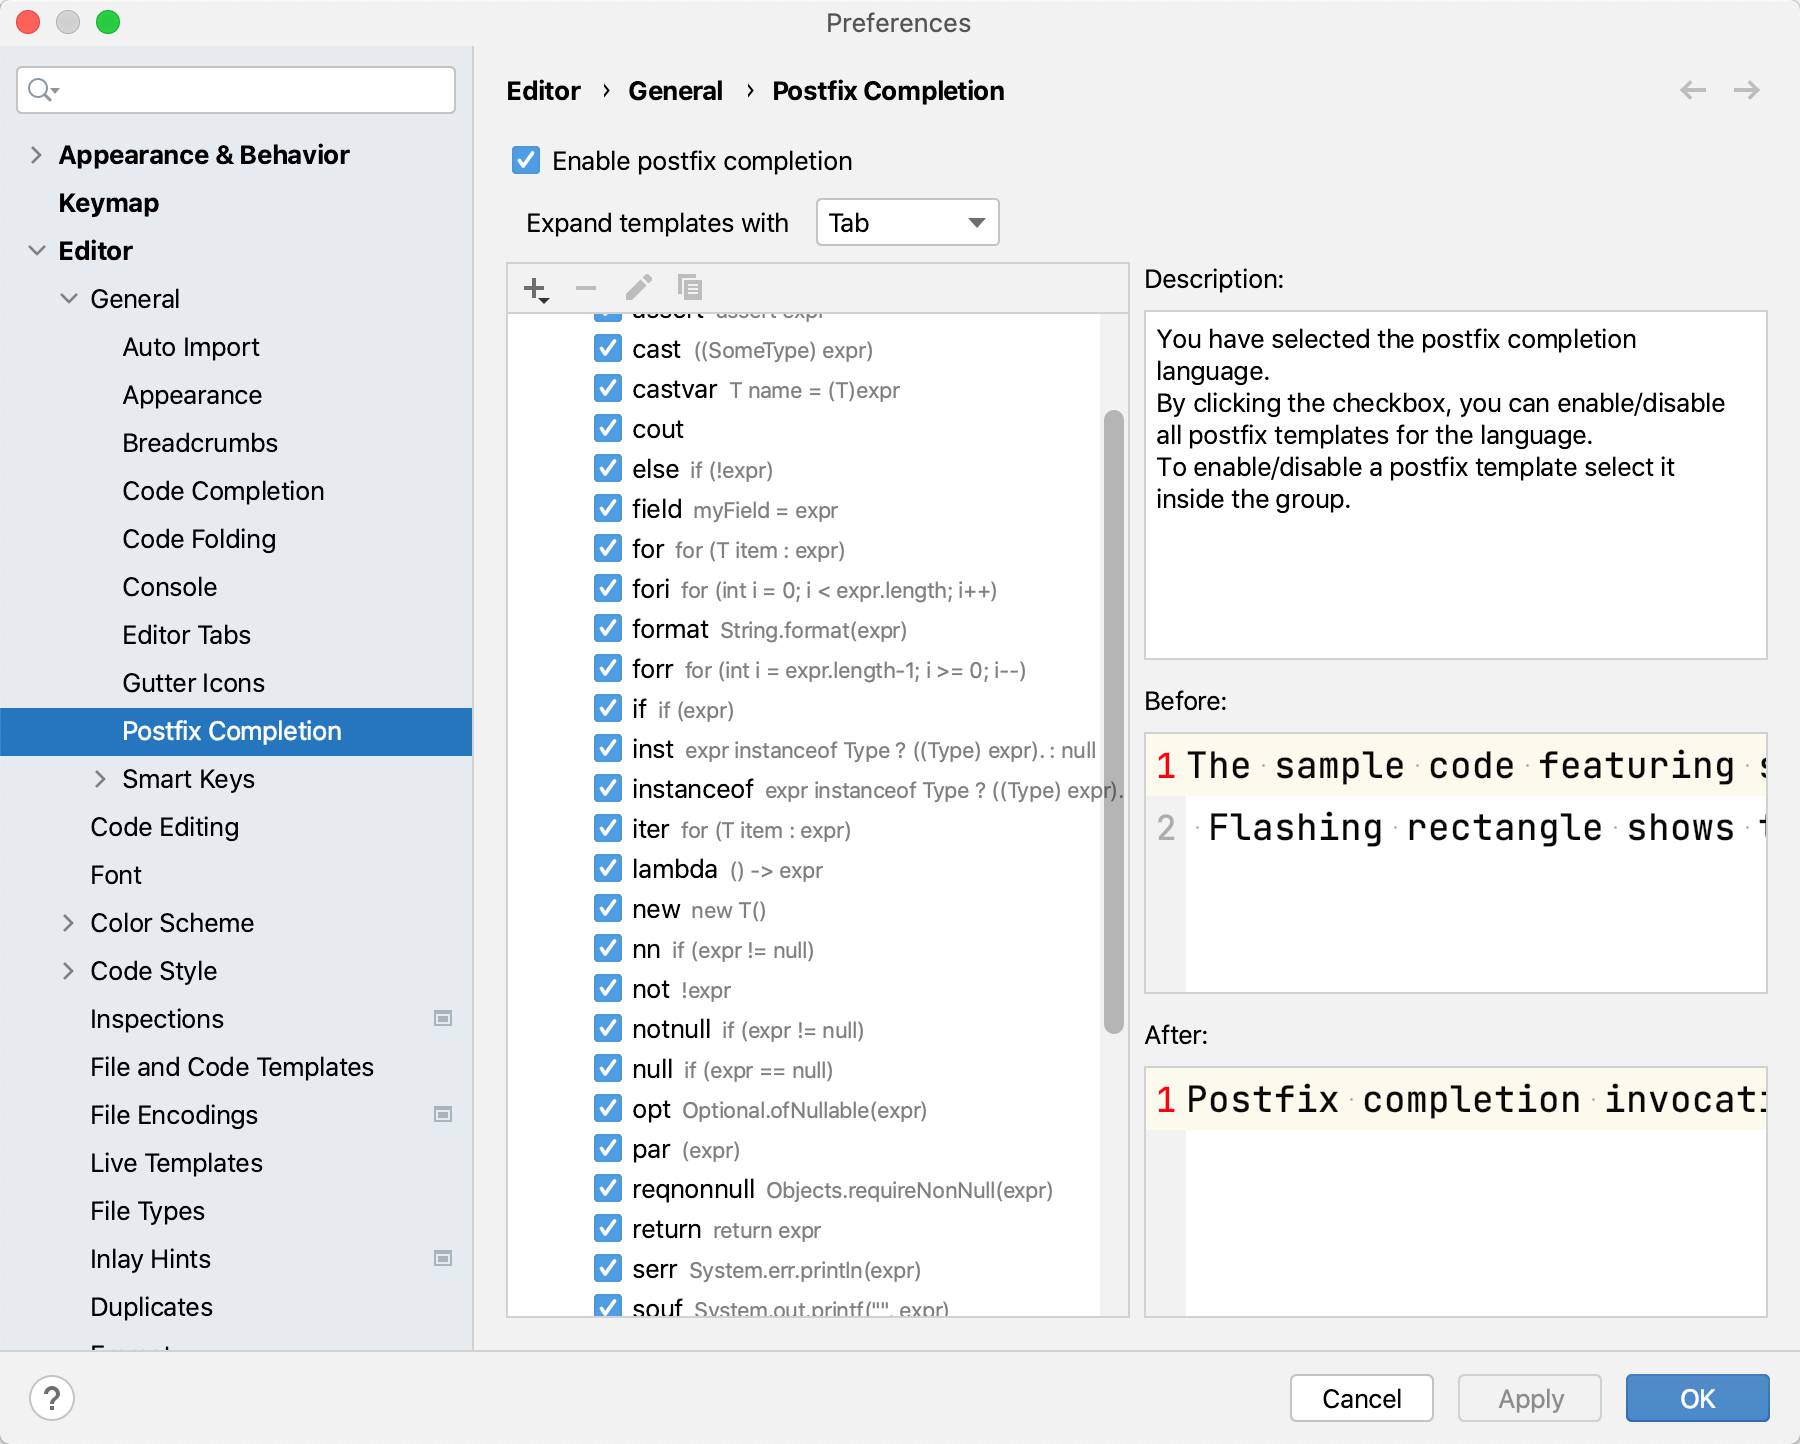 Preferences
Appearance & Behavior
Keymap
Editor
General
Auto Import
Appearance
Breadcrumbs
Code Completion
Code Folding
Console
Editor Tabs
Gutter Icons
Postfix Completion
Smart Keys
Code Editing
Font
Color Scheme
Code Style
Inspections
File and Code Templates
File Encodings
Live Templates
File Types
Inlay Hints
Duplicates
Editor › General › Postfix Completion
Enable postfix completion
Expand templates with Tab
assert assert expr
cast ((SomeType) expr)
castvar T name = (T)expr
cout
else if (!expr)
field myField = expr
for for (T item : expr)
fori for (int i = 0; i < expr.length; i++)
format String.format(expr)
forr for (int i = expr.length-1; i >= 0; i--)
if if (expr)
inst expr instanceof Type ? ((Type) expr). : null
instanceof expr instanceof Type ? ((Type) expr).
iter for (T item : expr)
lambda () -> expr
new new T()
nn if (expr != null)
not !expr
notnull if (expr != null)
null if (expr == null)
opt Optional.ofNullable(expr)
par (expr)
reqnonnull Objects.requireNonNull(expr)
return return expr
serr System.err.println(expr)
souf System.out.printf("", expr)
Description:
You have selected the postfix completion
language.
By clicking the checkbox, you can enable/disable
all postfix templates for the language.
To enable/disable a postfix template select it
inside the group.
Before:
1 The sample code featuring
2 Flashing rectangle shows
After:
1 Postfix completion invocati
? Cancel Apply OK